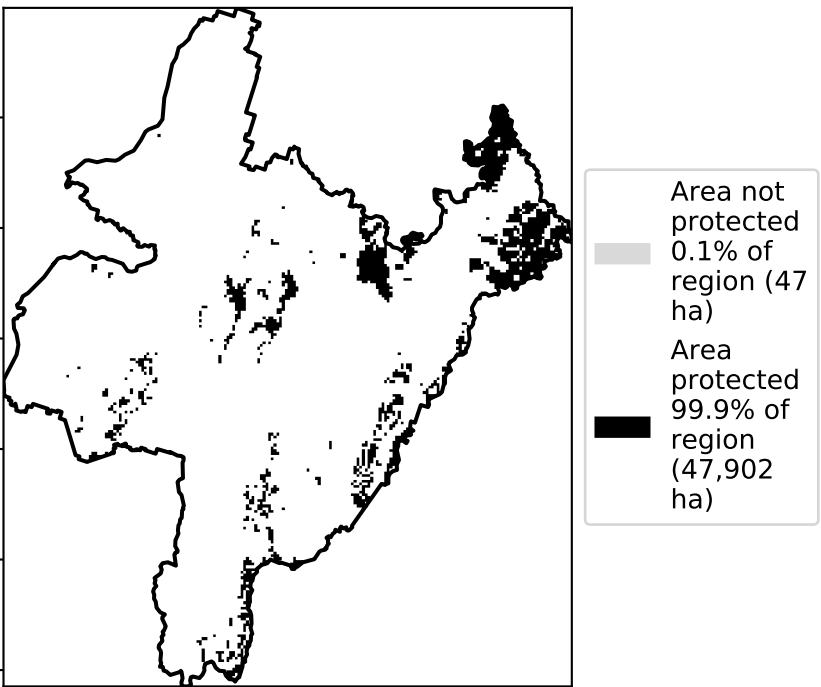 Area not
protected
0.1% of
region (47
ha)
Area
protected
99.9% of
region
(47,902
ha)